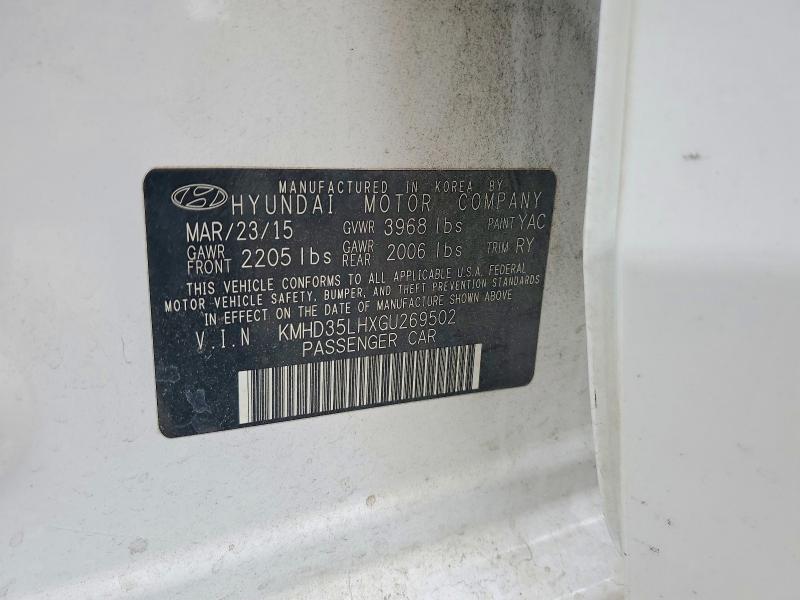 MANUFACTURED IN KOREA BY
HYUNDAI MOTOR COMPANY
MAR/23/15 GVWR 3968 lbs PAINT YAC
GAWR FRONT 2205 lbs GAWR REAR 2006 lbs TRIM RY
THIS VEHICLE CONFORMS TO ALL APPLICABLE U.S.A. FEDERAL
MOTOR VEHICLE SAFETY, BUMPER, AND THEFT PREVENTION STANDARDS
IN EFFECT ON THE DATE OF MANUFACTURE SHOWN ABOVE
V.I.N KMHD35LHXGU269502
PASSENGER CAR